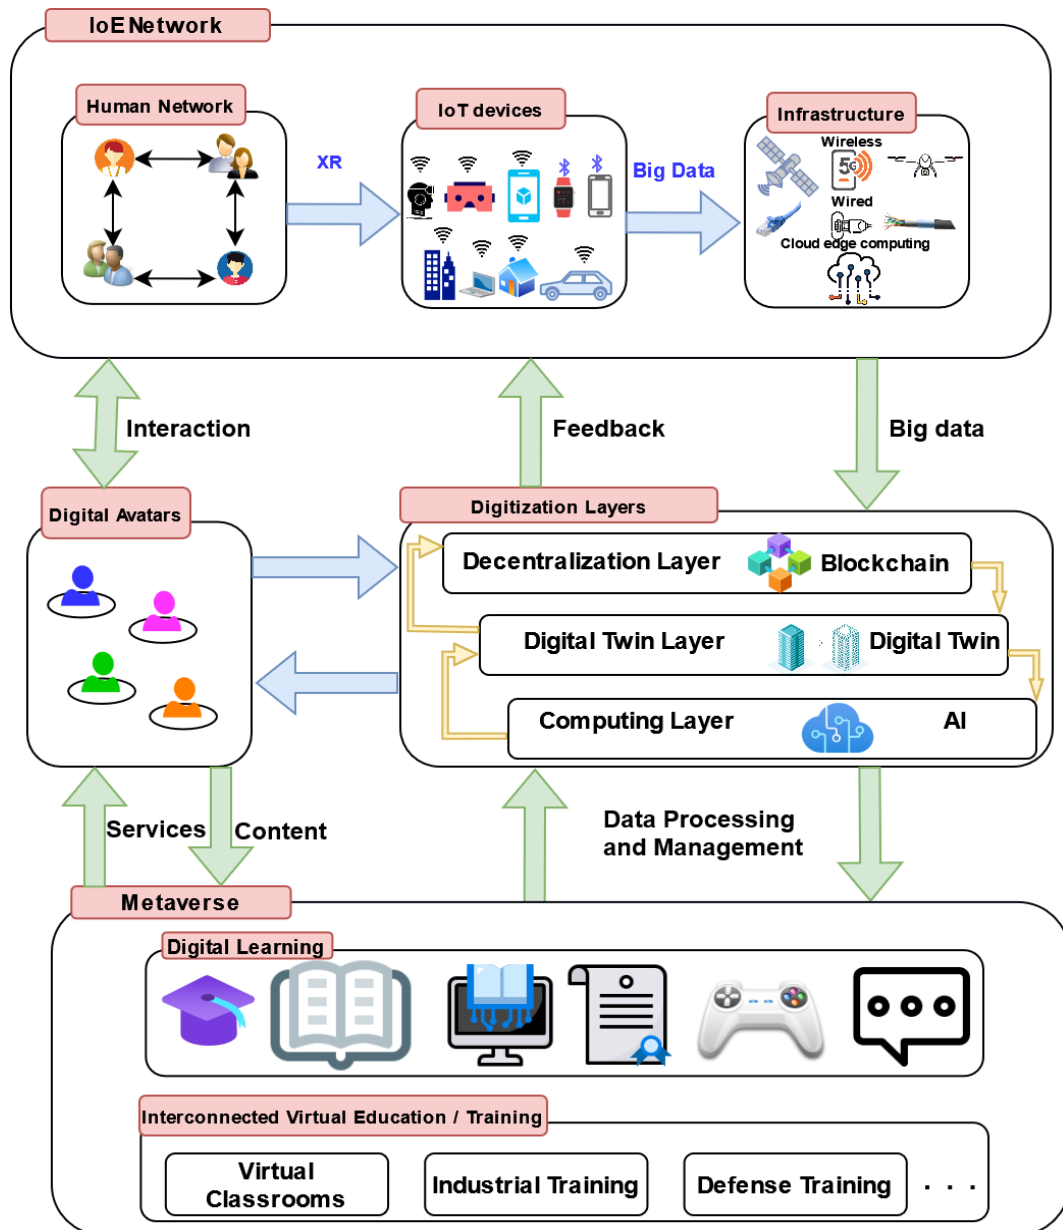 IoE Network
Human Network
IoT devices
Infrastructure
XR
Big Data
Wireless
5G
Wired
Cloud edge computing
Interaction
Feedback
Big data
Digital Avatars
Digitization Layers
Decentralization Layer
Blockchain
Digital Twin Layer
Digital Twin
Computing Layer
AI
Services
Content
Data Processing
and Management
Metaverse
Digital Learning
Interconnected Virtual Education / Training
Virtual
Classrooms
Industrial Training
Defense Training
. . .